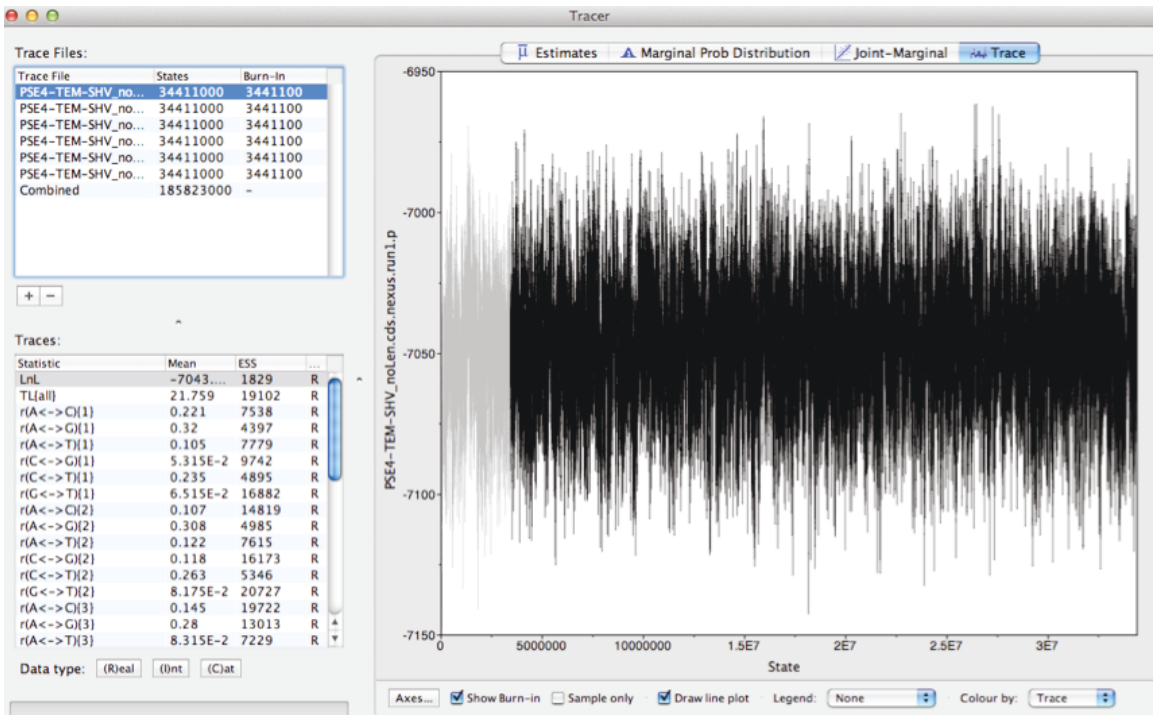 Tracer
Trace Files:
Trace File States Burn-In
PSE4-TEM-SHV_no... 34411000 3441100
PSE4-TEM-SHV_no... 34411000 3441100
PSE4-TEM-SHV_no... 34411000 3441100
PSE4-TEM-SHV_no... 34411000 3441100
PSE4-TEM-SHV_no... 34411000 3441100
PSE4-TEM-SHV_no... 34411000 3441100
Combined 185823000 -
+ -
Traces:
Statistic Mean ESS ...
LnL -7043.... 1829 R
TL{all} 21.759 19102 R
r(A<->C){1} 0.221 7538 R
r(A<->G){1} 0.32 4397 R
r(A<->T){1} 0.105 7779 R
r(C<->G){1} 5.315E-2 9742 R
r(C<->T){1} 0.235 4895 R
r(G<->T){1} 6.515E-2 16882 R
r(A<->C){2} 0.107 14819 R
r(A<->G){2} 0.308 4985 R
r(A<->T){2} 0.122 7615 R
r(C<->G){2} 0.118 16173 R
r(C<->T){2} 0.263 5346 R
r(G<->T){2} 8.175E-2 20727 R
r(A<->C){3} 0.145 19722 R
r(A<->G){3} 0.28 13013 R
r(A<->T){3} 8.315E-2 7229 R
Data type: (R)eal (I)nt (C)at
μ Estimates Marginal Prob Distribution Joint-Marginal Trace
-6950
-7000
-7050
-7100
-7150
PSE4-TEM-SHV_noLen.cds.nexus.run1.p
0 5000000 10000000 1.5E7 2E7 2.5E7 3E7
State
Axes... Show Burn-in Sample only Draw line plot Legend: None Colour by: Trace